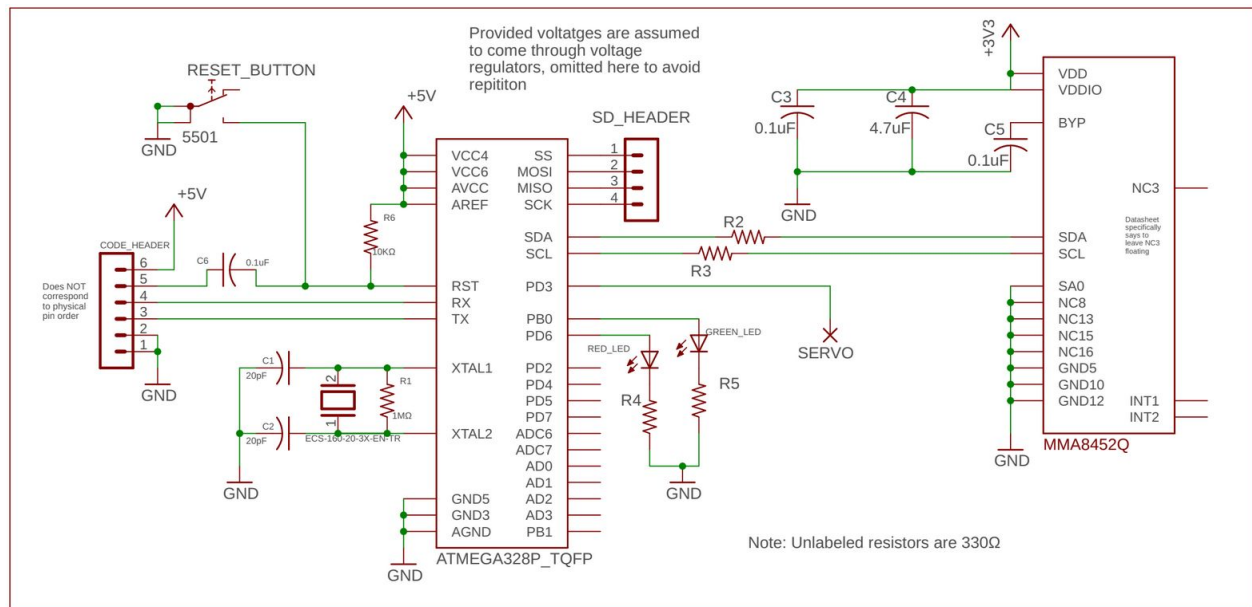 Provided voltatges are assumed
to come through voltage
regulators, omitted here to avoid
repititon
RESET_BUTTON
5501
GND
+5V
CODE_HEADER
6
5
4
3
2
1
Does NOT
correspond
to physical
pin order
C6
0.1uF
GND
+5V
R6
10KΩ
C1
20pF
C2
20pF
2
1
R1
1MΩ
ECS-160-20-3X-EN-TR
GND
VCC4
VCC6
AVCC
AREF
RST
RX
TX
XTAL1
XTAL2
GND5
GND3
AGND
SS
MOSI
MISO
SCK
SDA
SCL
PD3
PB0
PD6
PD2
PD4
PD5
PD7
ADC6
ADC7
AD0
AD1
AD2
AD3
PB1
ATMEGA328P_TQFP
GND
SD_HEADER
1
2
3
4
R2
R3
SERVO
RED_LED
GREEN_LED
R4
R5
GND
+3V3
C3
0.1uF
C4
4.7uF
C5
0.1uF
GND
VDD
VDDIO
BYP
NC3
Datasheet
specifically
says to
leave NC3
floating
SDA
SCL
SA0
NC8
NC13
NC15
NC16
GND5
GND10
GND12
INT1
INT2
MMA8452Q
GND
Note: Unlabeled resistors are 330Ω